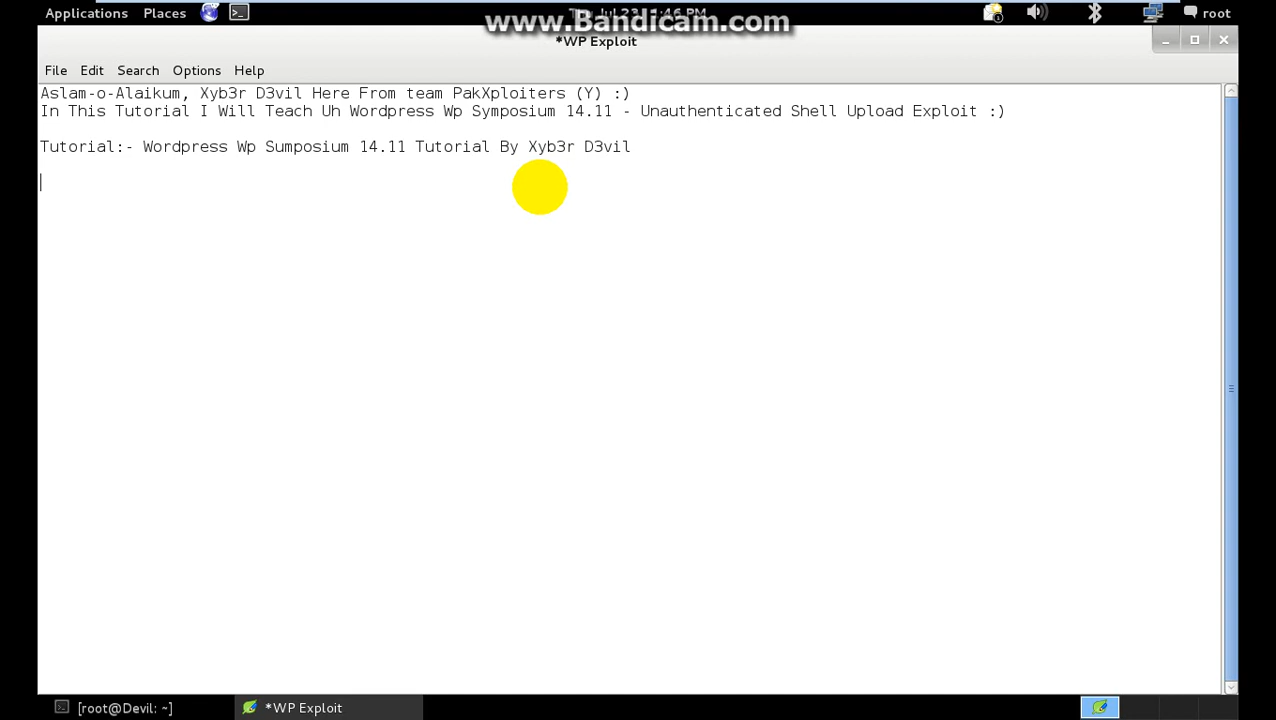 www.Bandicam.com
Applications Places
root
*WP Exploit
File Edit Search Options Help
Aslam-o-Alaikum, Xyb3r D3vil Here From team PakXploiters (Y) :)
In This Tutorial I Will Teach Uh Wordpress Wp Symposium 14.11 - Unauthenticated Shell Upload Exploit :)
Tutorial:- Wordpress Wp Sumposium 14.11 Tutorial By Xyb3r D3vil
[root@Devil: ~] *WP Exploit